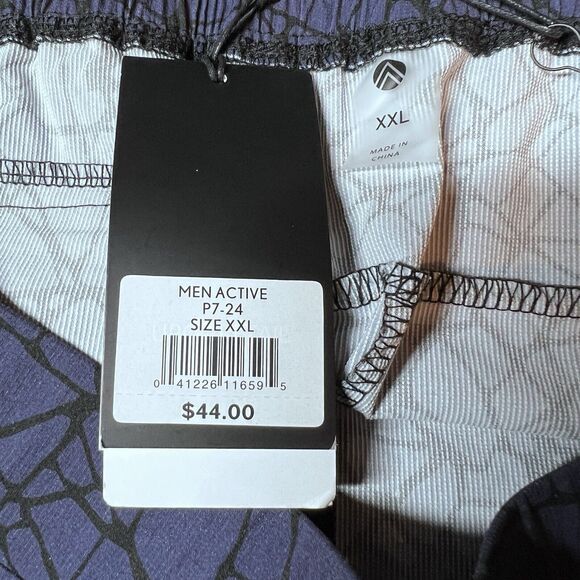 XXL
MADE IN
CHINA
MEN ACTIVE
P7-24
SIZE XXL
0 41226 11659 5
$44.00